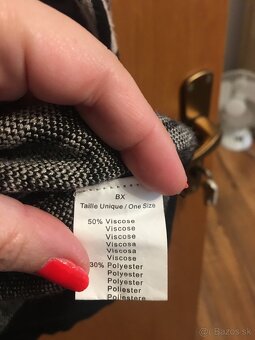 BX
Taille Unique / One Size
50% Viscose
Viscose
Viscose
Viscosa
Viscosa
Viscose
30% Polyester
Polyester
Polyester
Poliester
Poliestere
© Bazos.sk